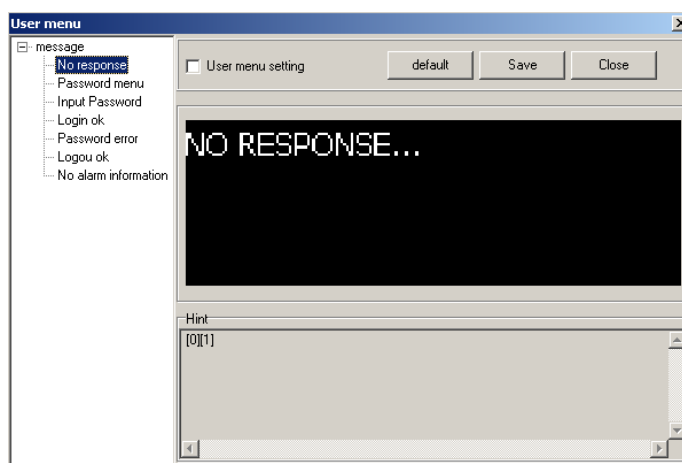 User menu
message
No response
Password menu
Input Password
Login ok
Password error
Logou ok
No alarm information
User menu setting
default
Save
Close
NO RESPONSE...
Hint
[0][1]